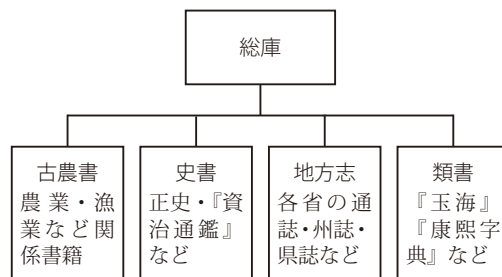 総庫
古農書
農業・漁
業など関
係書籍
史書
正史・『資
治通鑑』
など
地方志
各省の通
誌・州誌・
県誌など
類書
『玉海』
『康熙字
典』など